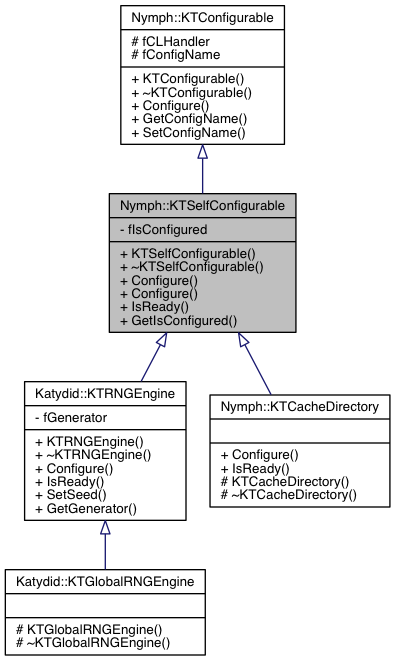 Nymph::KTConfigurable
# fCLHandler
# fConfigName
+ KTConfigurable()
+ ~KTConfigurable()
+ Configure()
+ GetConfigName()
+ SetConfigName()
Nymph::KTSelfConfigurable
- fIsConfigured
+ KTSelfConfigurable()
+ ~KTSelfConfigurable()
+ Configure()
+ Configure()
+ IsReady()
+ GetIsConfigured()
Katydid::KTRNGEngine
- fGenerator
+ KTRNGEngine()
+ ~KTRNGEngine()
+ Configure()
+ IsReady()
+ SetSeed()
+ GetGenerator()
Nymph::KTCacheDirectory
+ Configure()
+ IsReady()
# KTCacheDirectory()
# ~KTCacheDirectory()
Katydid::KTGlobalRNGEngine
# KTGlobalRNGEngine()
# ~KTGlobalRNGEngine()